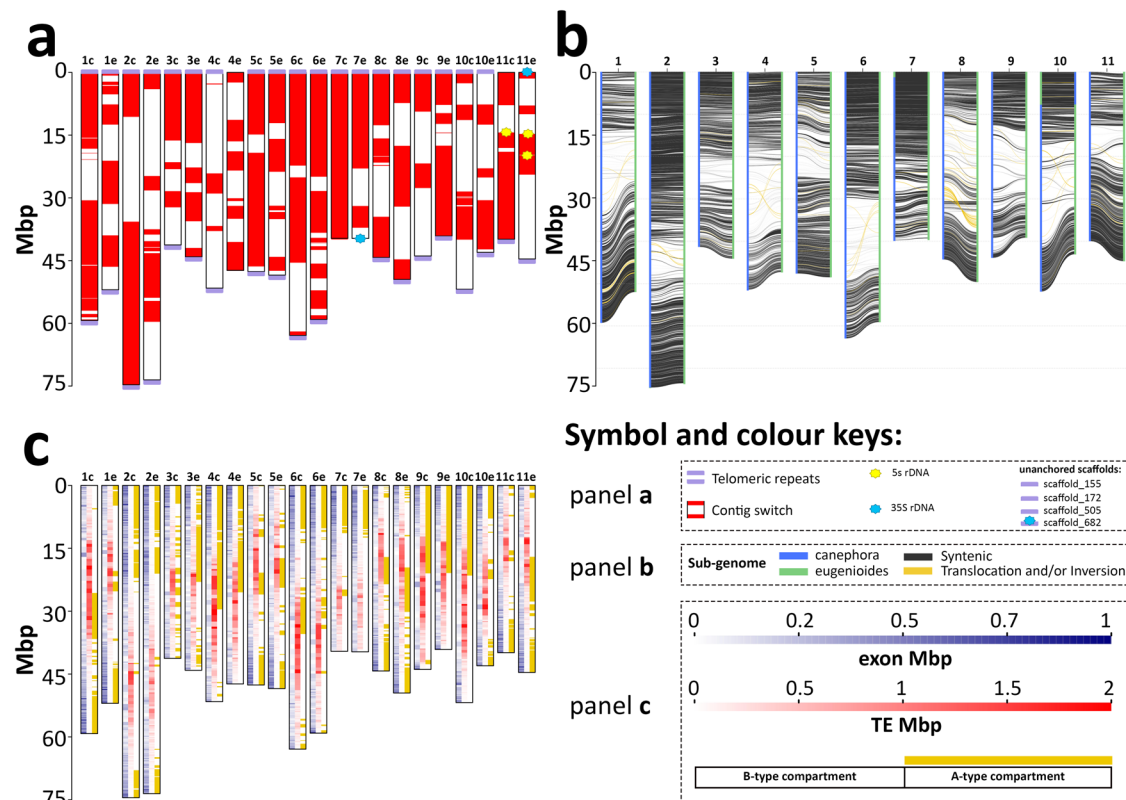 a
1c 1e 2c 2e 3c 3e 4c 4e 5c 5e 6c 6e 7c 7e 8c 8e 9c 9e 10c 10e 11c 11e
0
15
30
45
60
75
Mbp
b
1 2 3 4 5 6 7 8 9 10 11
0
15
30
45
60
75
Mbp
c
1c 1e 2c 2e 3c 3e 4c 4e 5c 5e 6c 6e 7c 7e 8c 8e 9c 9e 10c 10e 11c 11e
0
15
30
45
60
75
Mbp
Symbol and colour keys:
panel a
Telomeric repeats
Contig switch
5s rDNA
35S rDNA
unanchored scaffolds:
scaffold_155
scaffold_172
scaffold_505
scaffold_682
panel b
Sub-genome
canephora
eugenioides
Syntenic
Translocation and/or Inversion
panel c
0 0.2 0.5 0.7 1
exon Mbp
0 0.5 1 1.5 2
TE Mbp
B-type compartment
A-type compartment